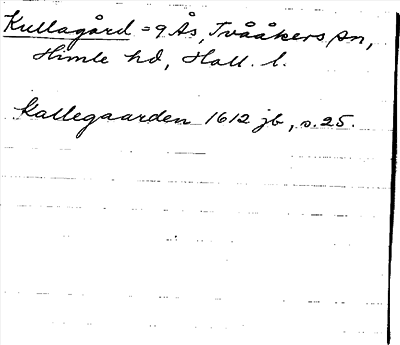 Kullagård = 9 Ås, Tvååkers sn,
Himle hd, Hall. l.
Kallegaarden 1612 jb, s. 25.